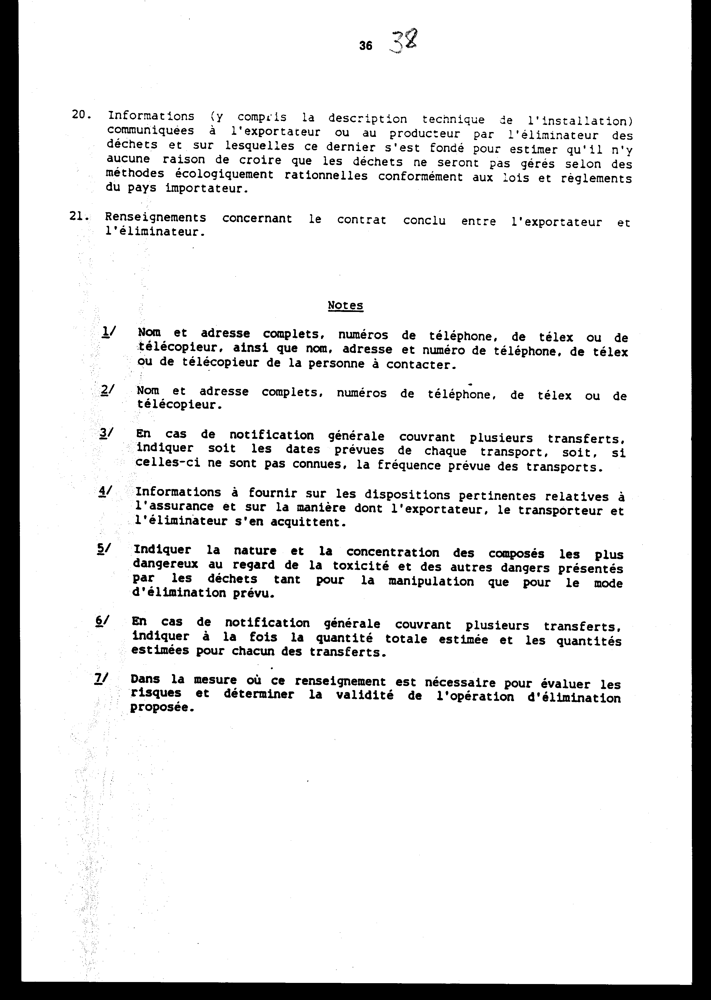 36 38
20. Informations (y compris la description technique de l'installation)
communiquées à l'exportateur ou au producteur par l'éliminateur des
déchets et sur lesquelles ce dernier s'est fondé pour estimer qu'il n'y
aucune raison de croire que les déchets ne seront pas gérés selon des
méthodes écologiquement rationnelles conformément aux lois et règlements
du pays importateur.
21. Renseignements concernant le contrat conclu entre l'exportateur et
l'éliminateur.
Notes
1/ Nom et adresse complets, numéros de téléphone, de télex ou de
télécopieur, ainsi que nom, adresse et numéro de téléphone, de télex
ou de télécopieur de la personne à contacter.
2/ Nom et adresse complets, numéros de téléphone, de télex ou de
télécopieur.
3/ En cas de notification générale couvrant plusieurs transferts,
indiquer soit les dates prévues de chaque transport, soit, si
celles-ci ne sont pas connues, la fréquence prévue des transports.
4/ Informations à fournir sur les dispositions pertinentes relatives à
l'assurance et sur la manière dont l'exportateur, le transporteur et
l'éliminateur s'en acquittent.
5/ Indiquer la nature et la concentration des composés les plus
dangereux au regard de la toxicité et des autres dangers présentés
par les déchets tant pour la manipulation que pour le mode
d'élimination prévu.
6/ En cas de notification générale couvrant plusieurs transferts,
indiquer à la fois la quantité totale estimée et les quantités
estimées pour chacun des transferts.
7/ Dans la mesure où ce renseignement est nécessaire pour évaluer les
risques et déterminer la validité de l'opération d'élimination
proposée.